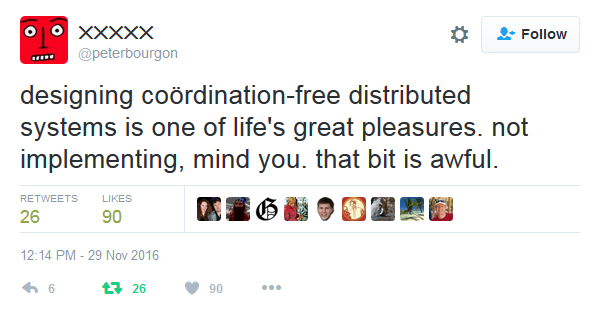 XXXXX
@peterbourgon
Follow
designing coördination-free distributed
systems is one of life's great pleasures. not
implementing, mind you. that bit is awful.
RETWEETS LIKES
26 90
12:14 PM - 29 Nov 2016
6 26 90